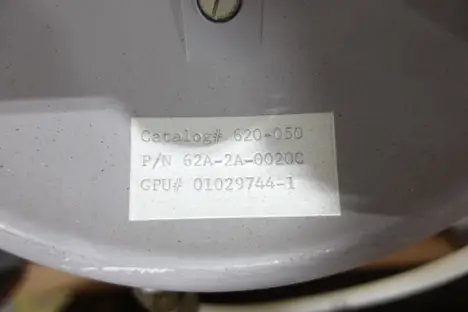 Catalog# 620-050
P/N 62A-2A-0020C
GPU# 01029744-1